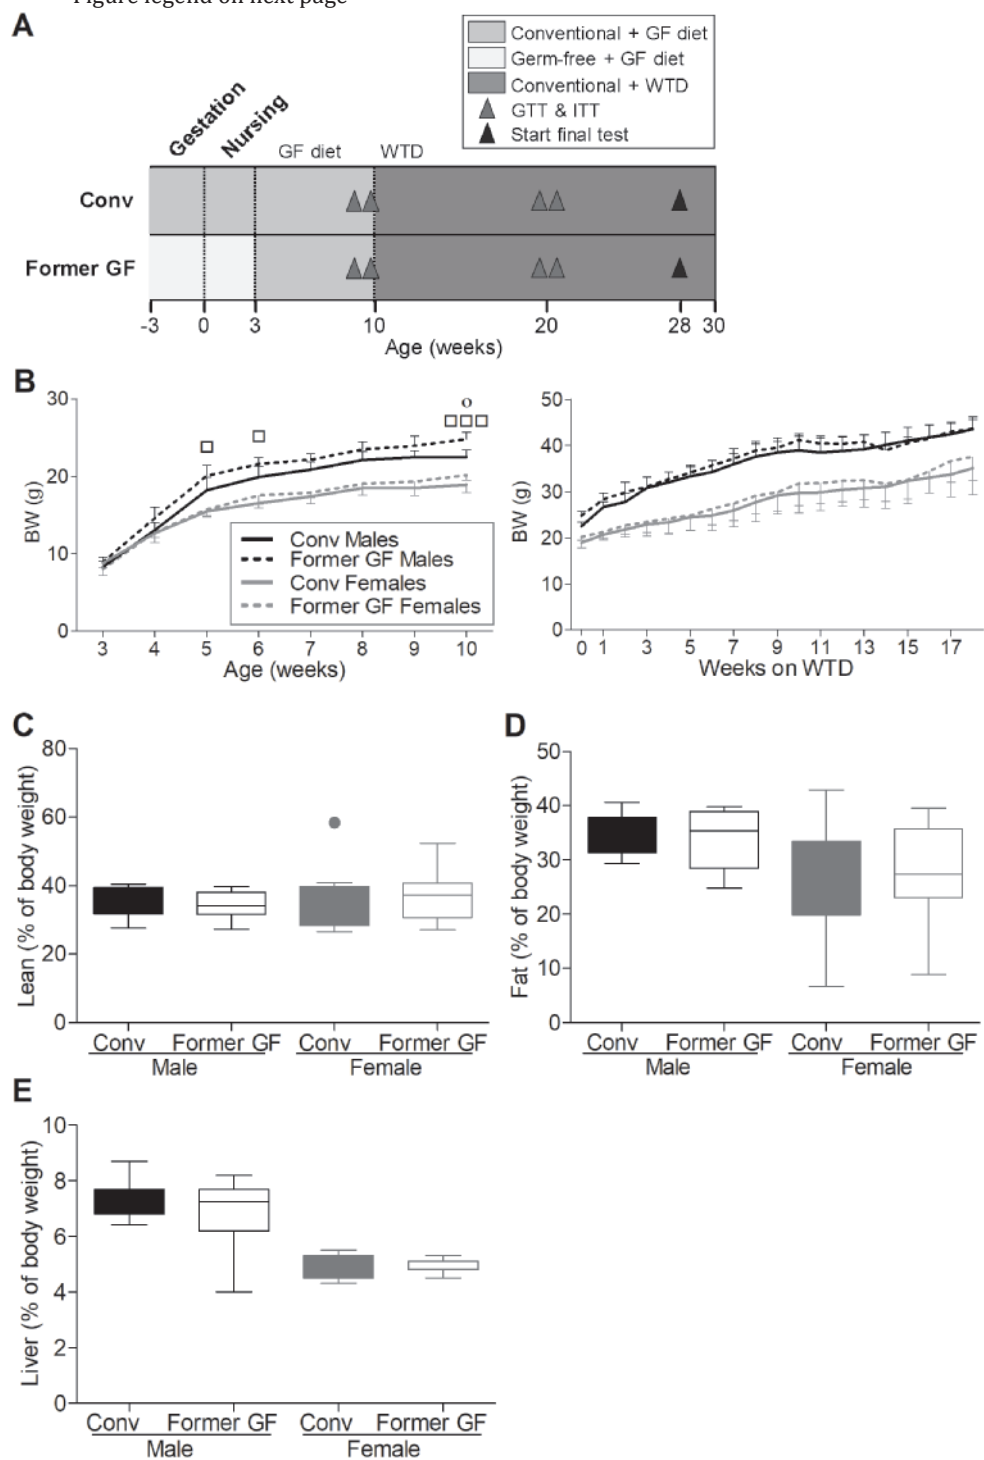 Figure legend on next page
A
Conventional + GF diet
Germ-free + GF diet
Conventional + WTD
GTT & ITT
Start final test
Gestation
Nursing
GF diet
WTD
Conv
Former GF
-3 0 3 10 20 28 30
Age (weeks)
B
30
20
10
0
BW (g)
Conv Males
Former GF Males
Conv Females
Former GF Females
3 4 5 6 7 8 9 10
Age (weeks)
50
40
30
20
10
0
BW (g)
0 1 3 5 7 9 11 13 15 17
Weeks on WTD
C
80
60
40
20
0
Lean (% of body weight)
Conv Former GF Conv Former GF
Male Female
D
50
40
30
20
10
0
Fat (% of body weight)
Conv Former GF Conv Former GF
Male Female
E
10
8
6
4
2
0
Liver (% of body weight)
Conv Former GF Conv Former GF
Male Female